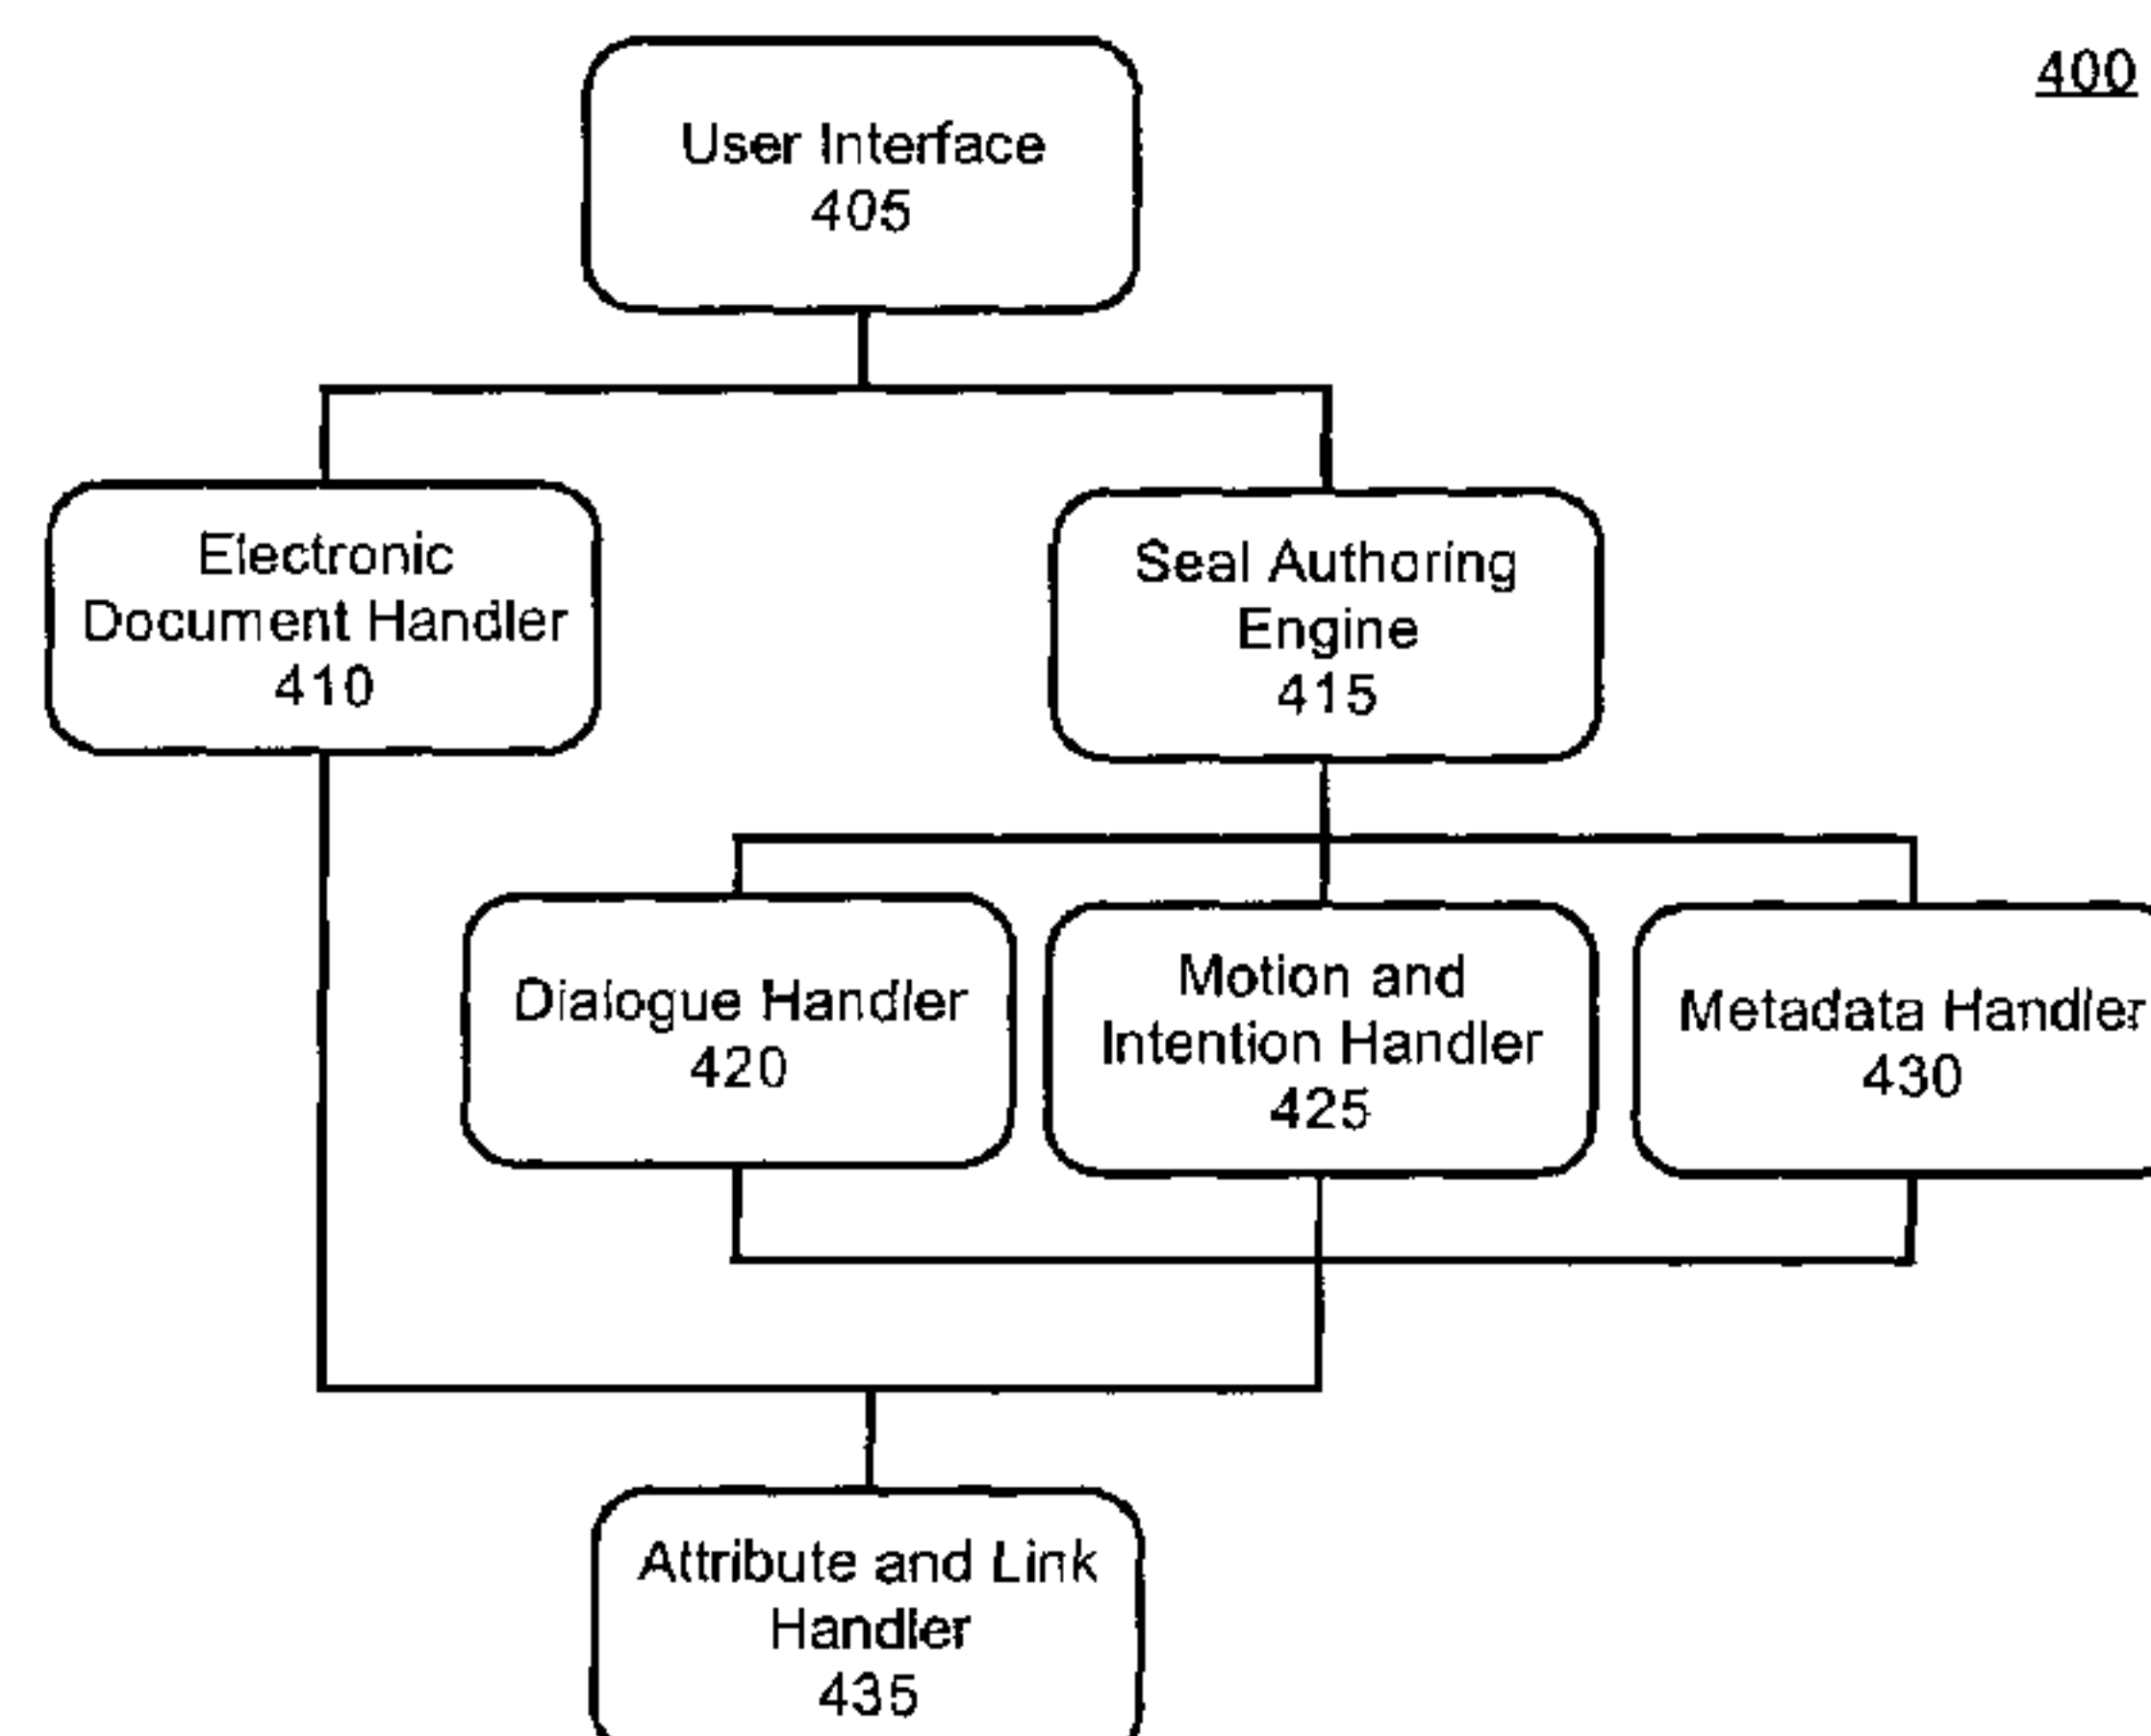 400
User Interface
405
Electronic
Document Handler
410
Seal Authoring
Engine
415
Dialogue Handler
420
Motion and
Intention Handler
425
Metadata Handler
430
Attribute and Link
Handler
435